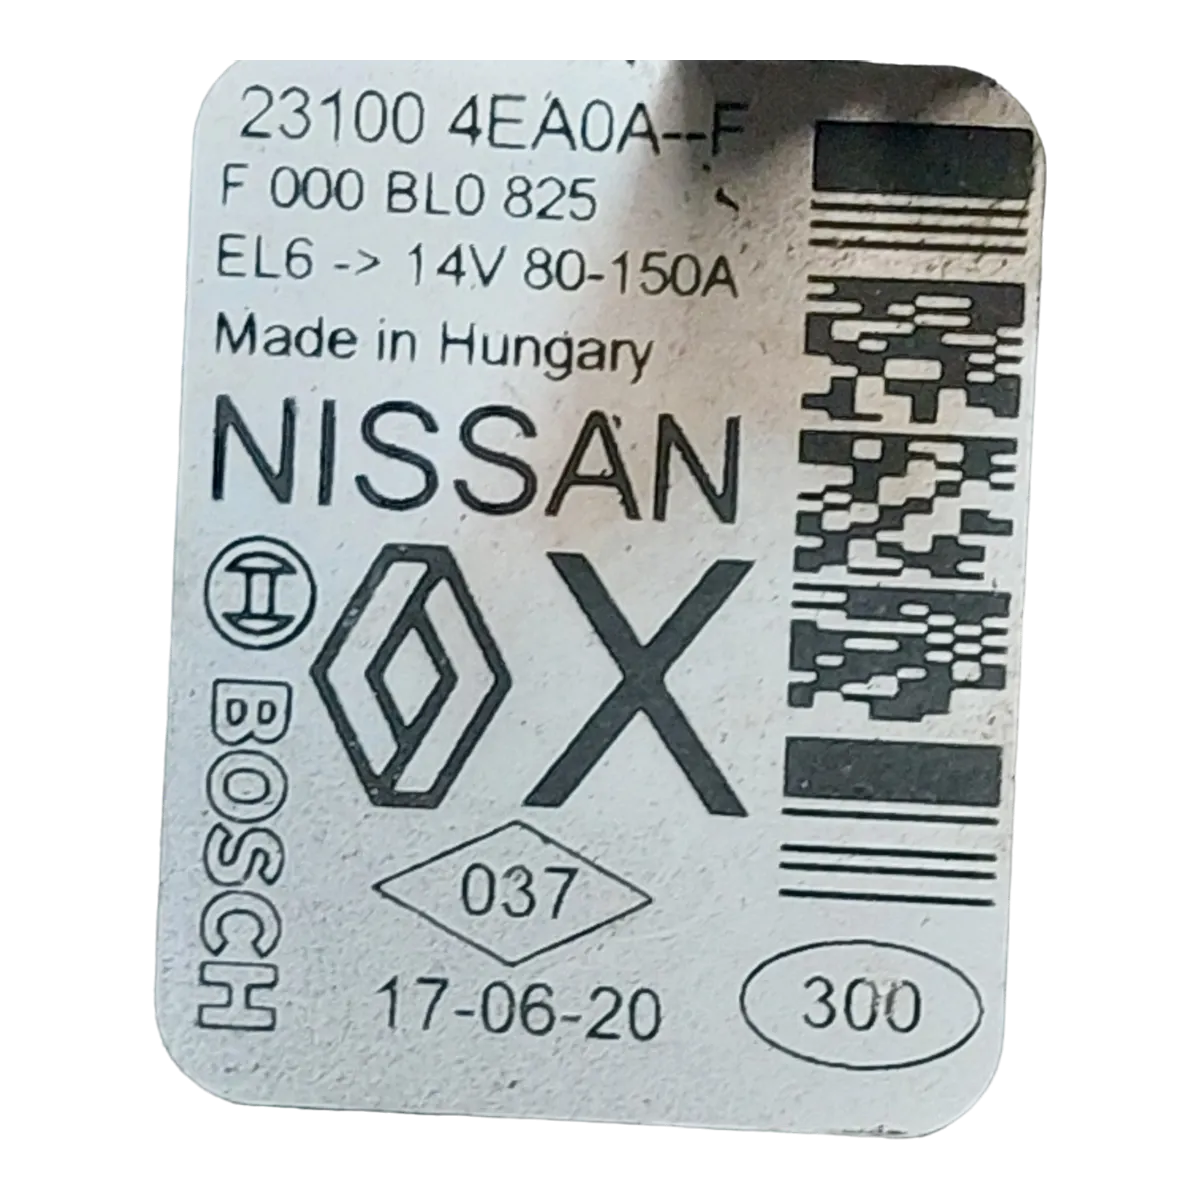 23100 4EA0A--F
F 000 BL0 825
EL6 -> 14V 80-150A
Made in Hungary
NISSAN
X
BOSCH
037
17-06-20
300